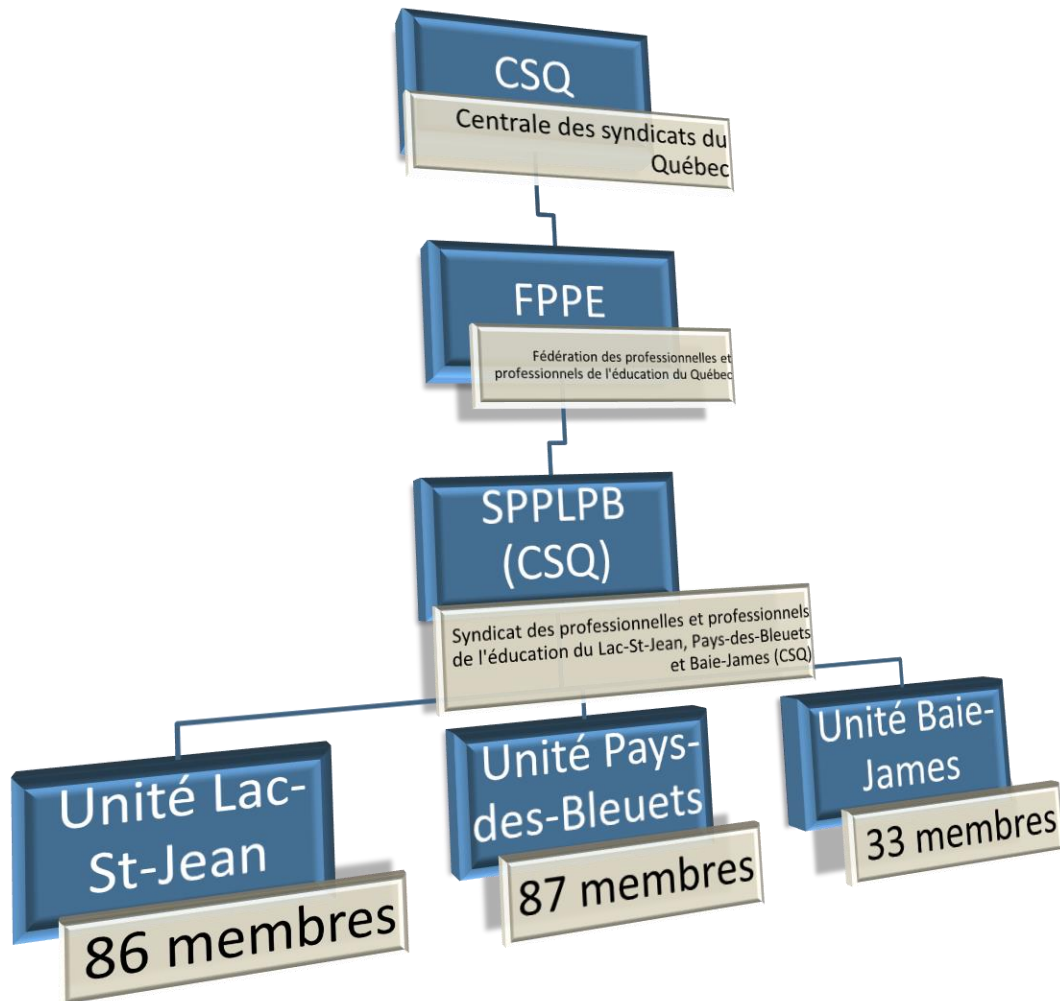 CSQ
Centrale des syndicats du
Québec
FPPE
Fédération des professionnelles et
professionnels de l'éducation du Québec
SPPLPB
(CSQ)
Syndicat des professionnelles et professionnels
de l'éducation du Lac-St-Jean, Pays-des-Bleuets
et Baie-James (CSQ)
Unité Lac-
St-Jean
86 membres
Unité Pays-
des-Bleuets
87 membres
Unité Baie-
James
33 membres